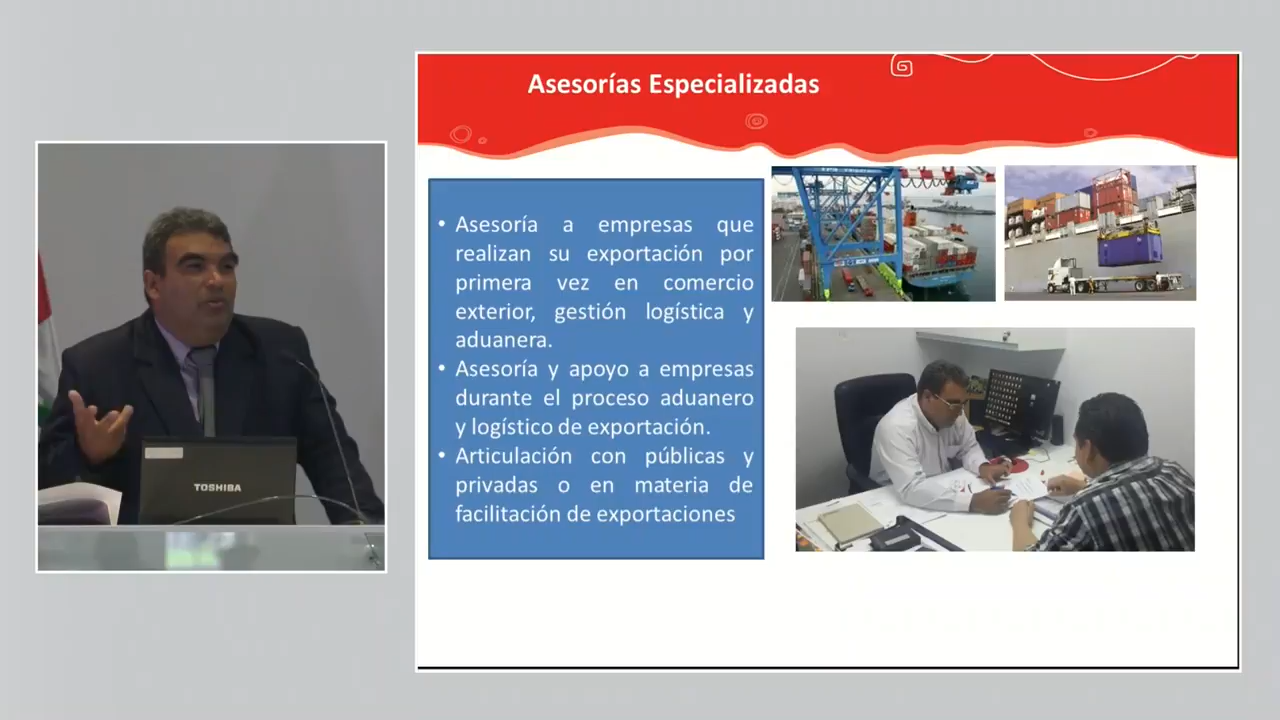 Asesorías Especializadas
• Asesoría a empresas que
realizan su exportación por
primera vez en comercio
exterior, gestión logística y
aduanera.
• Asesoría y apoyo a empresas
durante el proceso aduanero
y logístico de exportación.
• Articulación con públicas y
privadas o en materia de
facilitación de exportaciones
TOSHIBA